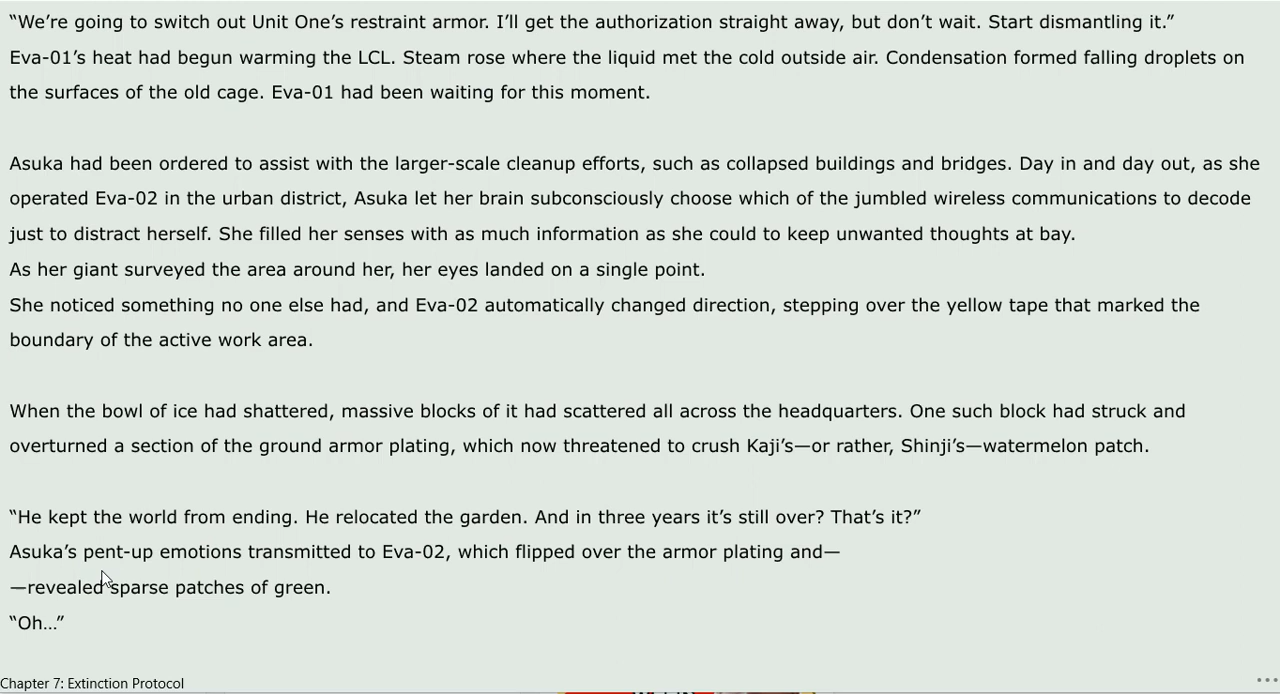 “We’re going to switch out Unit One’s restraint armor. I’ll get the authorization straight away, but don’t wait. Start dismantling it.”
Eva-01’s heat had begun warming the LCL. Steam rose where the liquid met the cold outside air. Condensation formed falling droplets on
the surfaces of the old cage. Eva-01 had been waiting for this moment.
Asuka had been ordered to assist with the larger-scale cleanup efforts, such as collapsed buildings and bridges. Day in and day out, as she
operated Eva-02 in the urban district, Asuka let her brain subconsciously choose which of the jumbled wireless communications to decode
just to distract herself. She filled her senses with as much information as she could to keep unwanted thoughts at bay.
As her giant surveyed the area around her, her eyes landed on a single point.
She noticed something no one else had, and Eva-02 automatically changed direction, stepping over the yellow tape that marked the
boundary of the active work area.
When the bowl of ice had shattered, massive blocks of it had scattered all across the headquarters. One such block had struck and
overturned a section of the ground armor plating, which now threatened to crush Kaji’s—or rather, Shinji’s—watermelon patch.
“He kept the world from ending. He relocated the garden. And in three years it’s still over? That’s it?”
Asuka’s pent-up emotions transmitted to Eva-02, which flipped over the armor plating and—
—revealed sparse patches of green.
“Oh…”
Chapter 7: Extinction Protocol